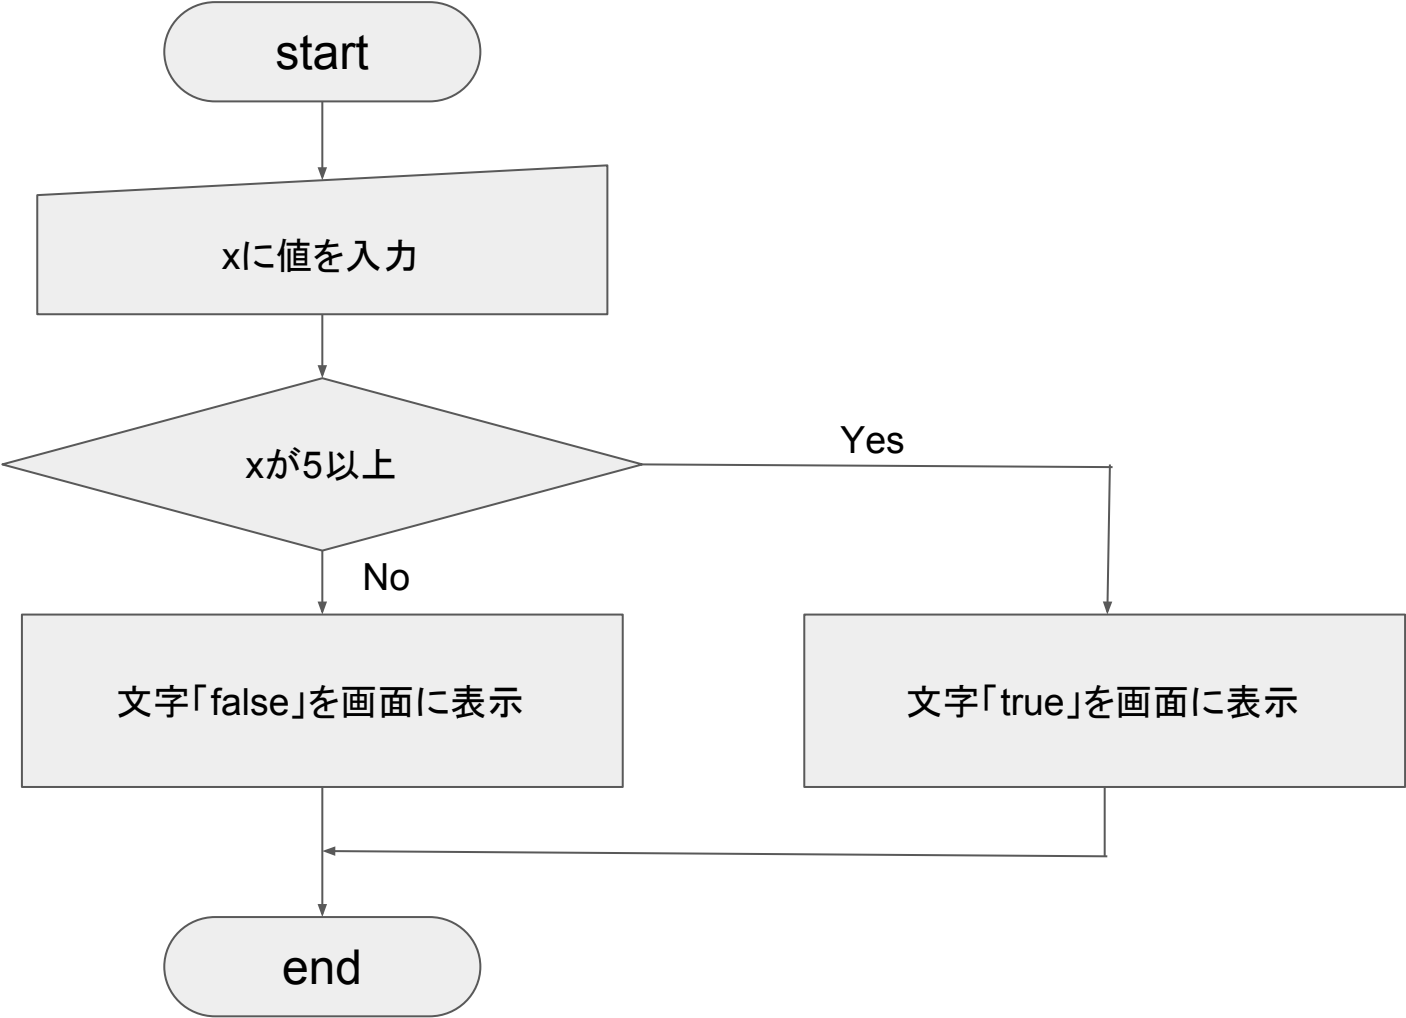 start
xに値を入力
xが5以上
Yes
No
文字「false」を画面に表示
文字「true」を画面に表示
end